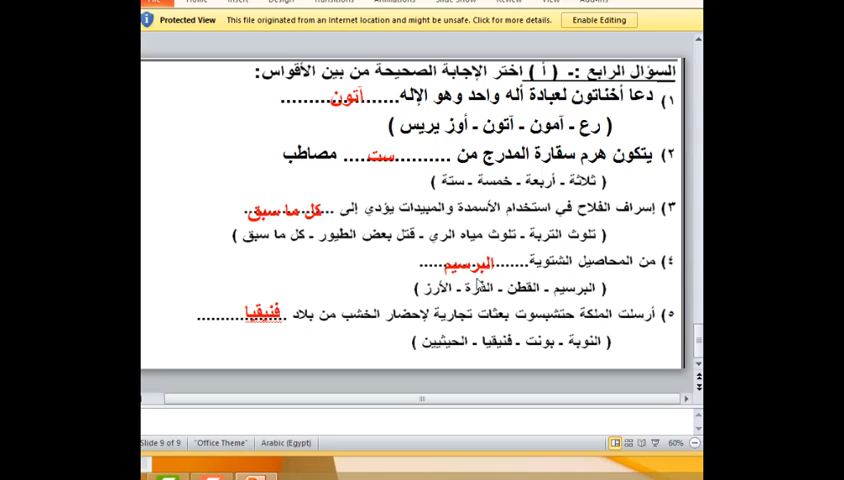 Protected View This file originated from an Internet location and might be unsafe. Click for more details. Enable Editing
السؤال الرابع :ـ ( أ ) اختر الإجابة الصحيحة من بين الأقواس:
١) دعا أخناتون لعبادة أله واحد وهو الإله......آتون..........
( رع ـ آمون ـ آتون ـ أوز يريس )
٢) يتكون هرم سقارة المدرج من ..........ست.... مصاطب
( ثلاثة ـ أربعة ـ خمسة ـ ستة )
٣) إسراف الفلاح في استخدام الأسمدة والمبيدات يؤدي إلى ...كل ما سبق
( تلوث التربة ـ تلوث مياه الري ـ قتل بعض الطيور ـ كل ما سبق )
٤) من المحاصيل الشتوية.......البرسيم.....
( البرسيم ـ القطن ـ الذرة ـ الأرز )
٥) أرسلت الملكة حتشبسوت بعثات تجارية لإحضار الخشب من بلاد فنيقيا..........
( النوبة ـ بونت ـ فنيقيا ـ الحيثيين )
Slide 9 of 9 "Office Theme" Arabic (Egypt) 60%